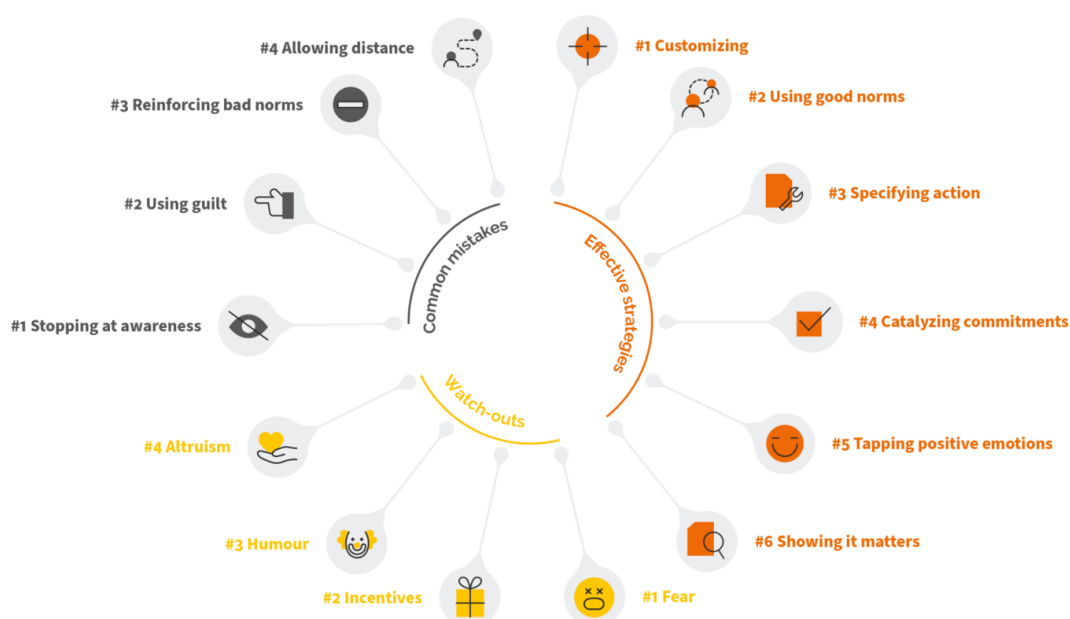 #4 Allowing distance
#1 Customizing
#3 Reinforcing bad norms
#2 Using good norms
#2 Using guilt
#3 Specifying action
Common mistakes
Effective strategies
#1 Stopping at awareness
#4 Catalyzing commitments
Watch-outs
#4 Altruism
#5 Tapping positive emotions
#3 Humour
#6 Showing it matters
#2 Incentives
#1 Fear